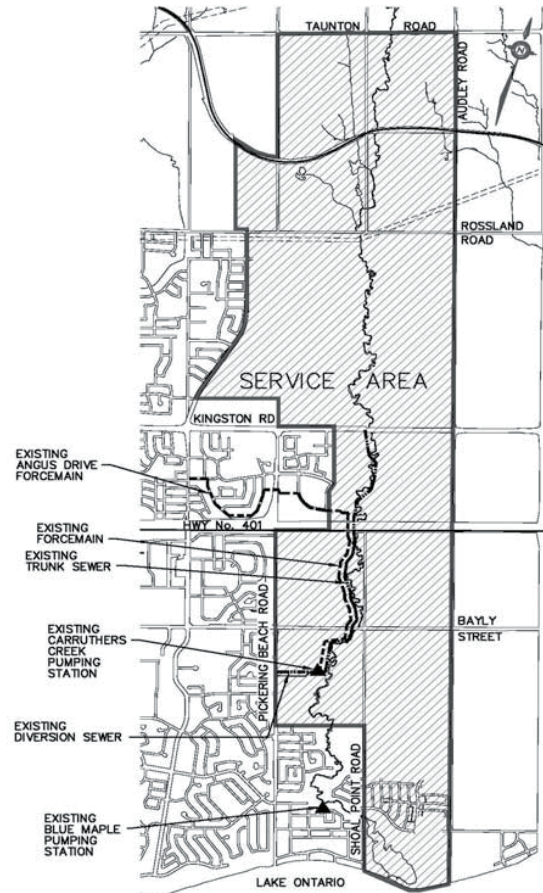 TAUNTON ROAD
N
AUDLEY ROAD
ROSSLAND
ROAD
SERVICE AREA
KINGSTON RD
EXISTING
ANGUS DRIVE
FORCEMAIN
HWY No. 401
EXISTING
FORCEMAIN
EXISTING
TRUNK SEWER
PICKERING BEACH ROAD
BAYLY
STREET
EXISTING
CARRUTHERS
CREEK
PUMPING
STATION
EXISTING
DIVERSION SEWER
SHOAL POINT ROAD
EXISTING
BLUE MAPLE
PUMPING
STATION
LAKE ONTARIO